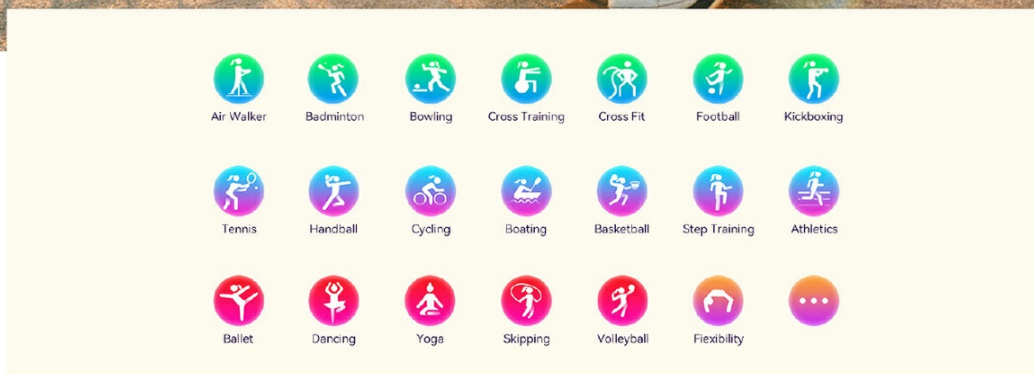 Air Walker Badminton Bowling Cross Training Cross Fit Football Kickboxing
Tennis Handball Cycling Boating Basketball Step Training Athletics
Ballet Dancing Yoga Skipping Volleyball Fiexibility